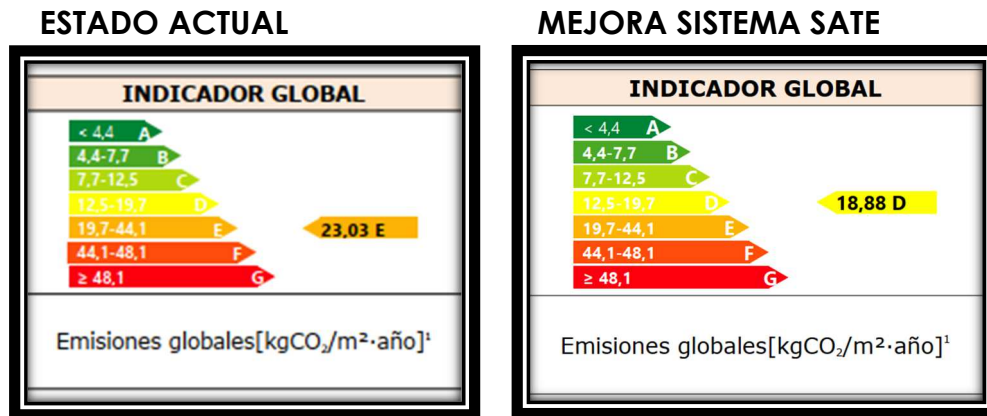 ESTADO ACTUAL
INDICADOR GLOBAL
< 4,4 A
4,4-7,7 B
7,7-12,5 C
12,5-19,7 D
19,7-44,1 E
23,03 E
44,1-48,1 F
≥ 48,1 G
Emisiones globales[kgCO₂/m²·año]¹
MEJORA SISTEMA SATE
INDICADOR GLOBAL
< 4,4 A
4,4-7,7 B
7,7-12,5 C
12,5-19,7 D
18,88 D
19,7-44,1 E
44,1-48,1 F
≥ 48,1 G
Emisiones globales[kgCO₂/m²·año]¹